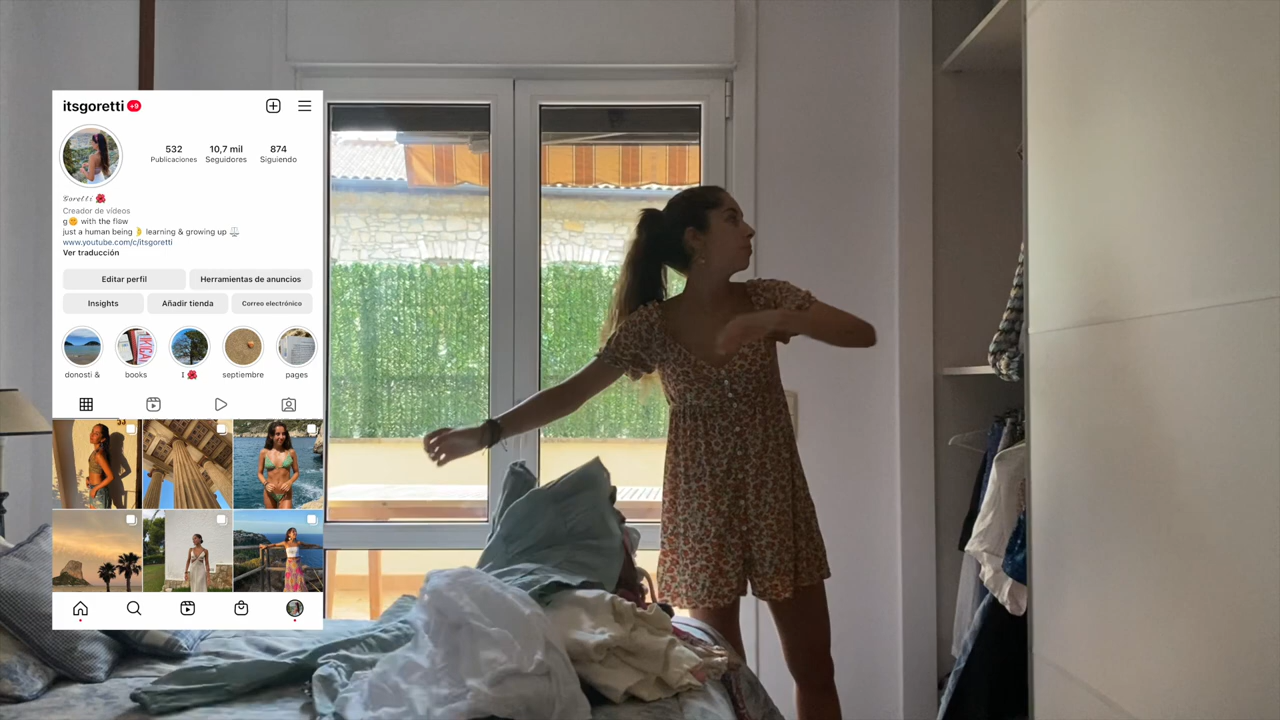 itsgoretti +9
532 10,7 mil 874
Publicaciones Seguidores Siguiendo
Goretti 🌺
Creador de vídeos
g🌞 with the flow
just a human being 🌛 learning & growing up ⚖️
www.youtube.com/c/itsgoretti
Ver traducción
Editar perfil Herramientas de anuncios
Insights Añadir tienda Correo electrónico
donosti & books I 🌺 septiembre pages